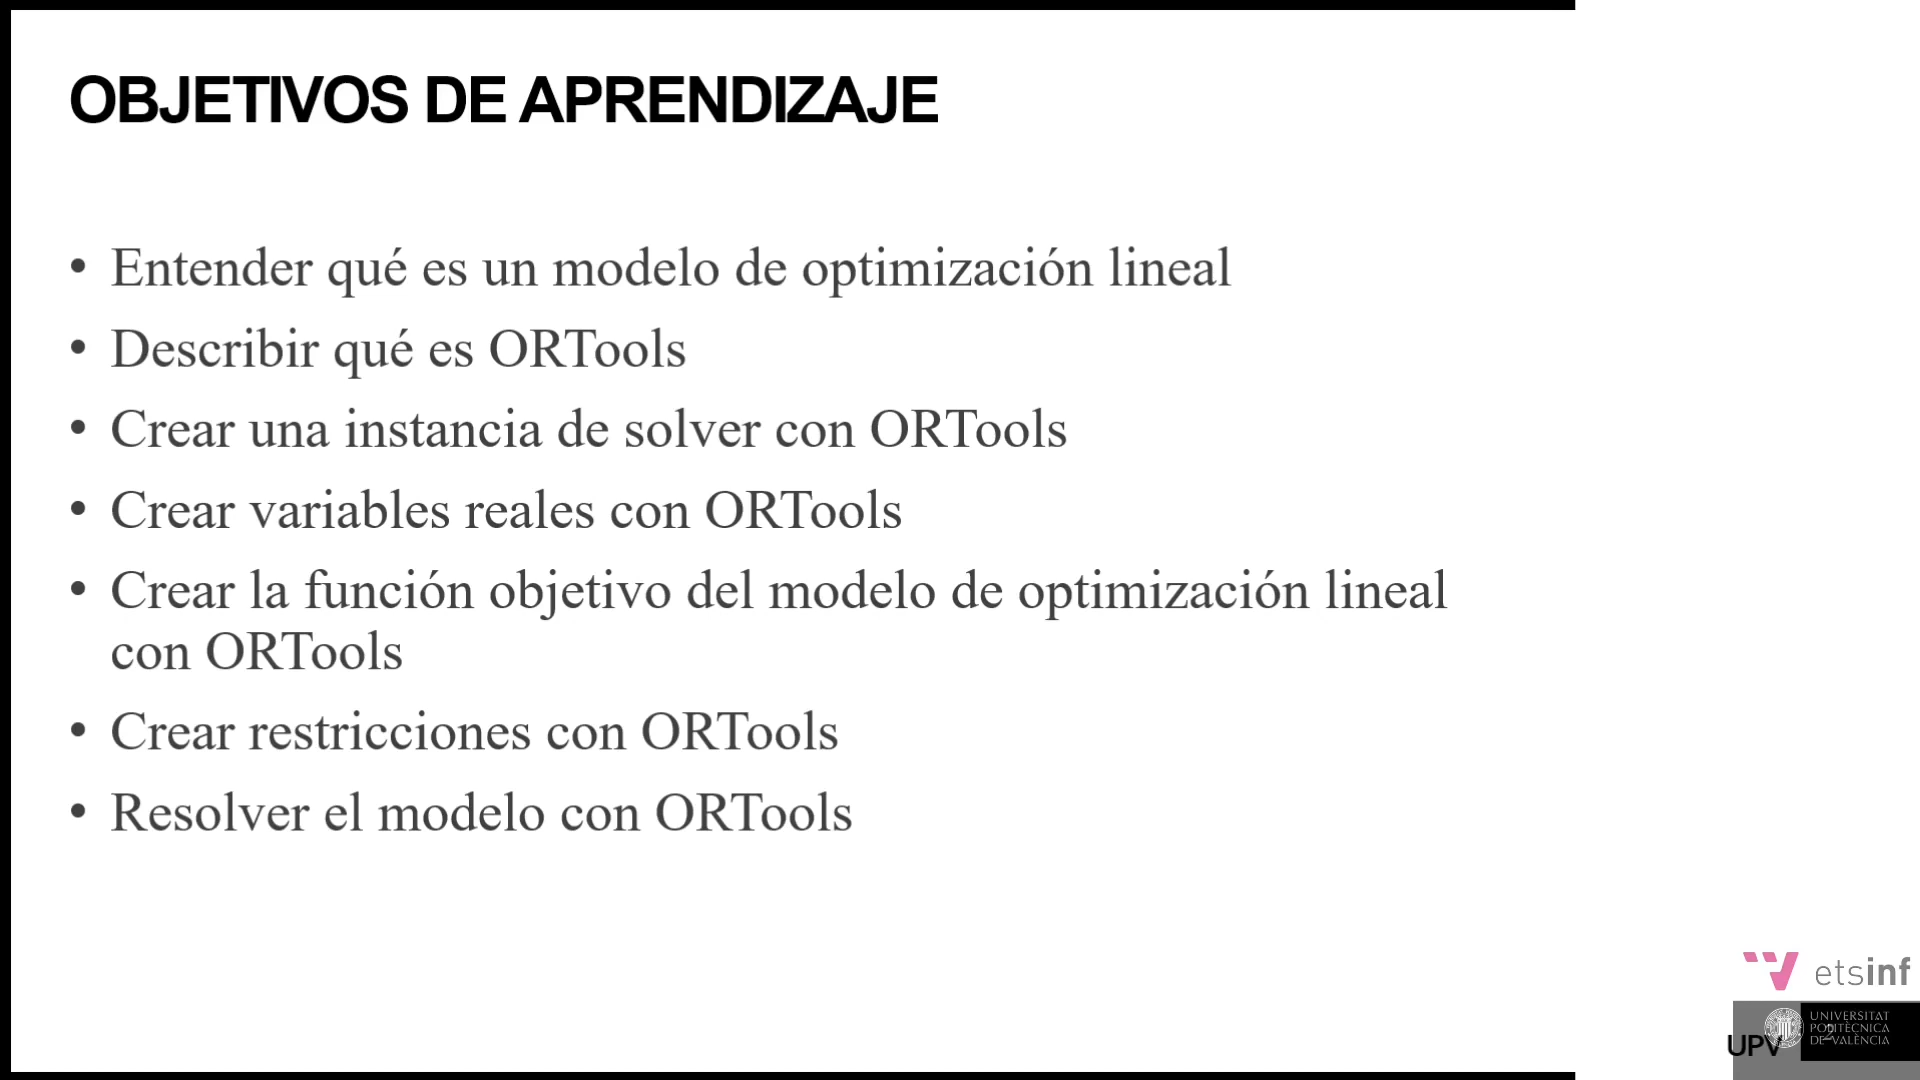 OBJETIVOS DE APRENDIZAJE
• Entender qué es un modelo de optimización lineal
• Describir qué es ORTools
• Crear una instancia de solver con ORTools
• Crear variables reales con ORTools
• Crear la función objetivo del modelo de optimización lineal
con ORTools
• Crear restricciones con ORTools
• Resolver el modelo con ORTools
etsinf
UNIVERSITAT
POLITÈCNICA
DE VALÈNCIA
UPV
2